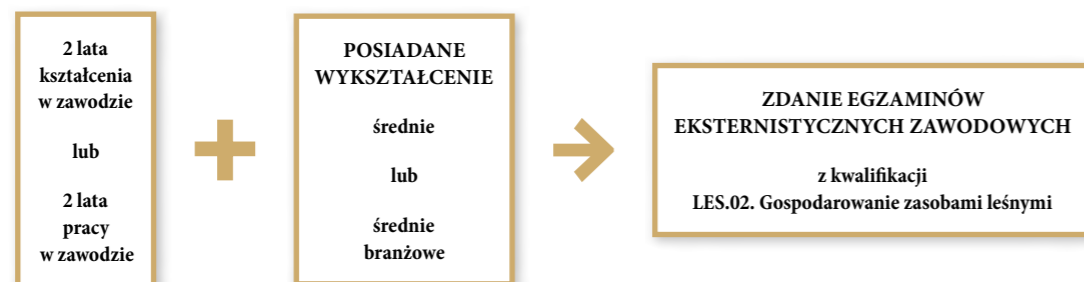 2 lata
kształcenia
w zawodzie
lub
2 lata
pracy
w zawodzie
POSIADANE
WYKSZTAŁCENIE
średnie
lub
średnie
branżowe
ZDANIE EGZAMINÓW
EKSTERNISTYCZNYCH ZAWODOWYCH
z kwalifikacji
LES.02. Gospodarowanie zasobami leśnymi